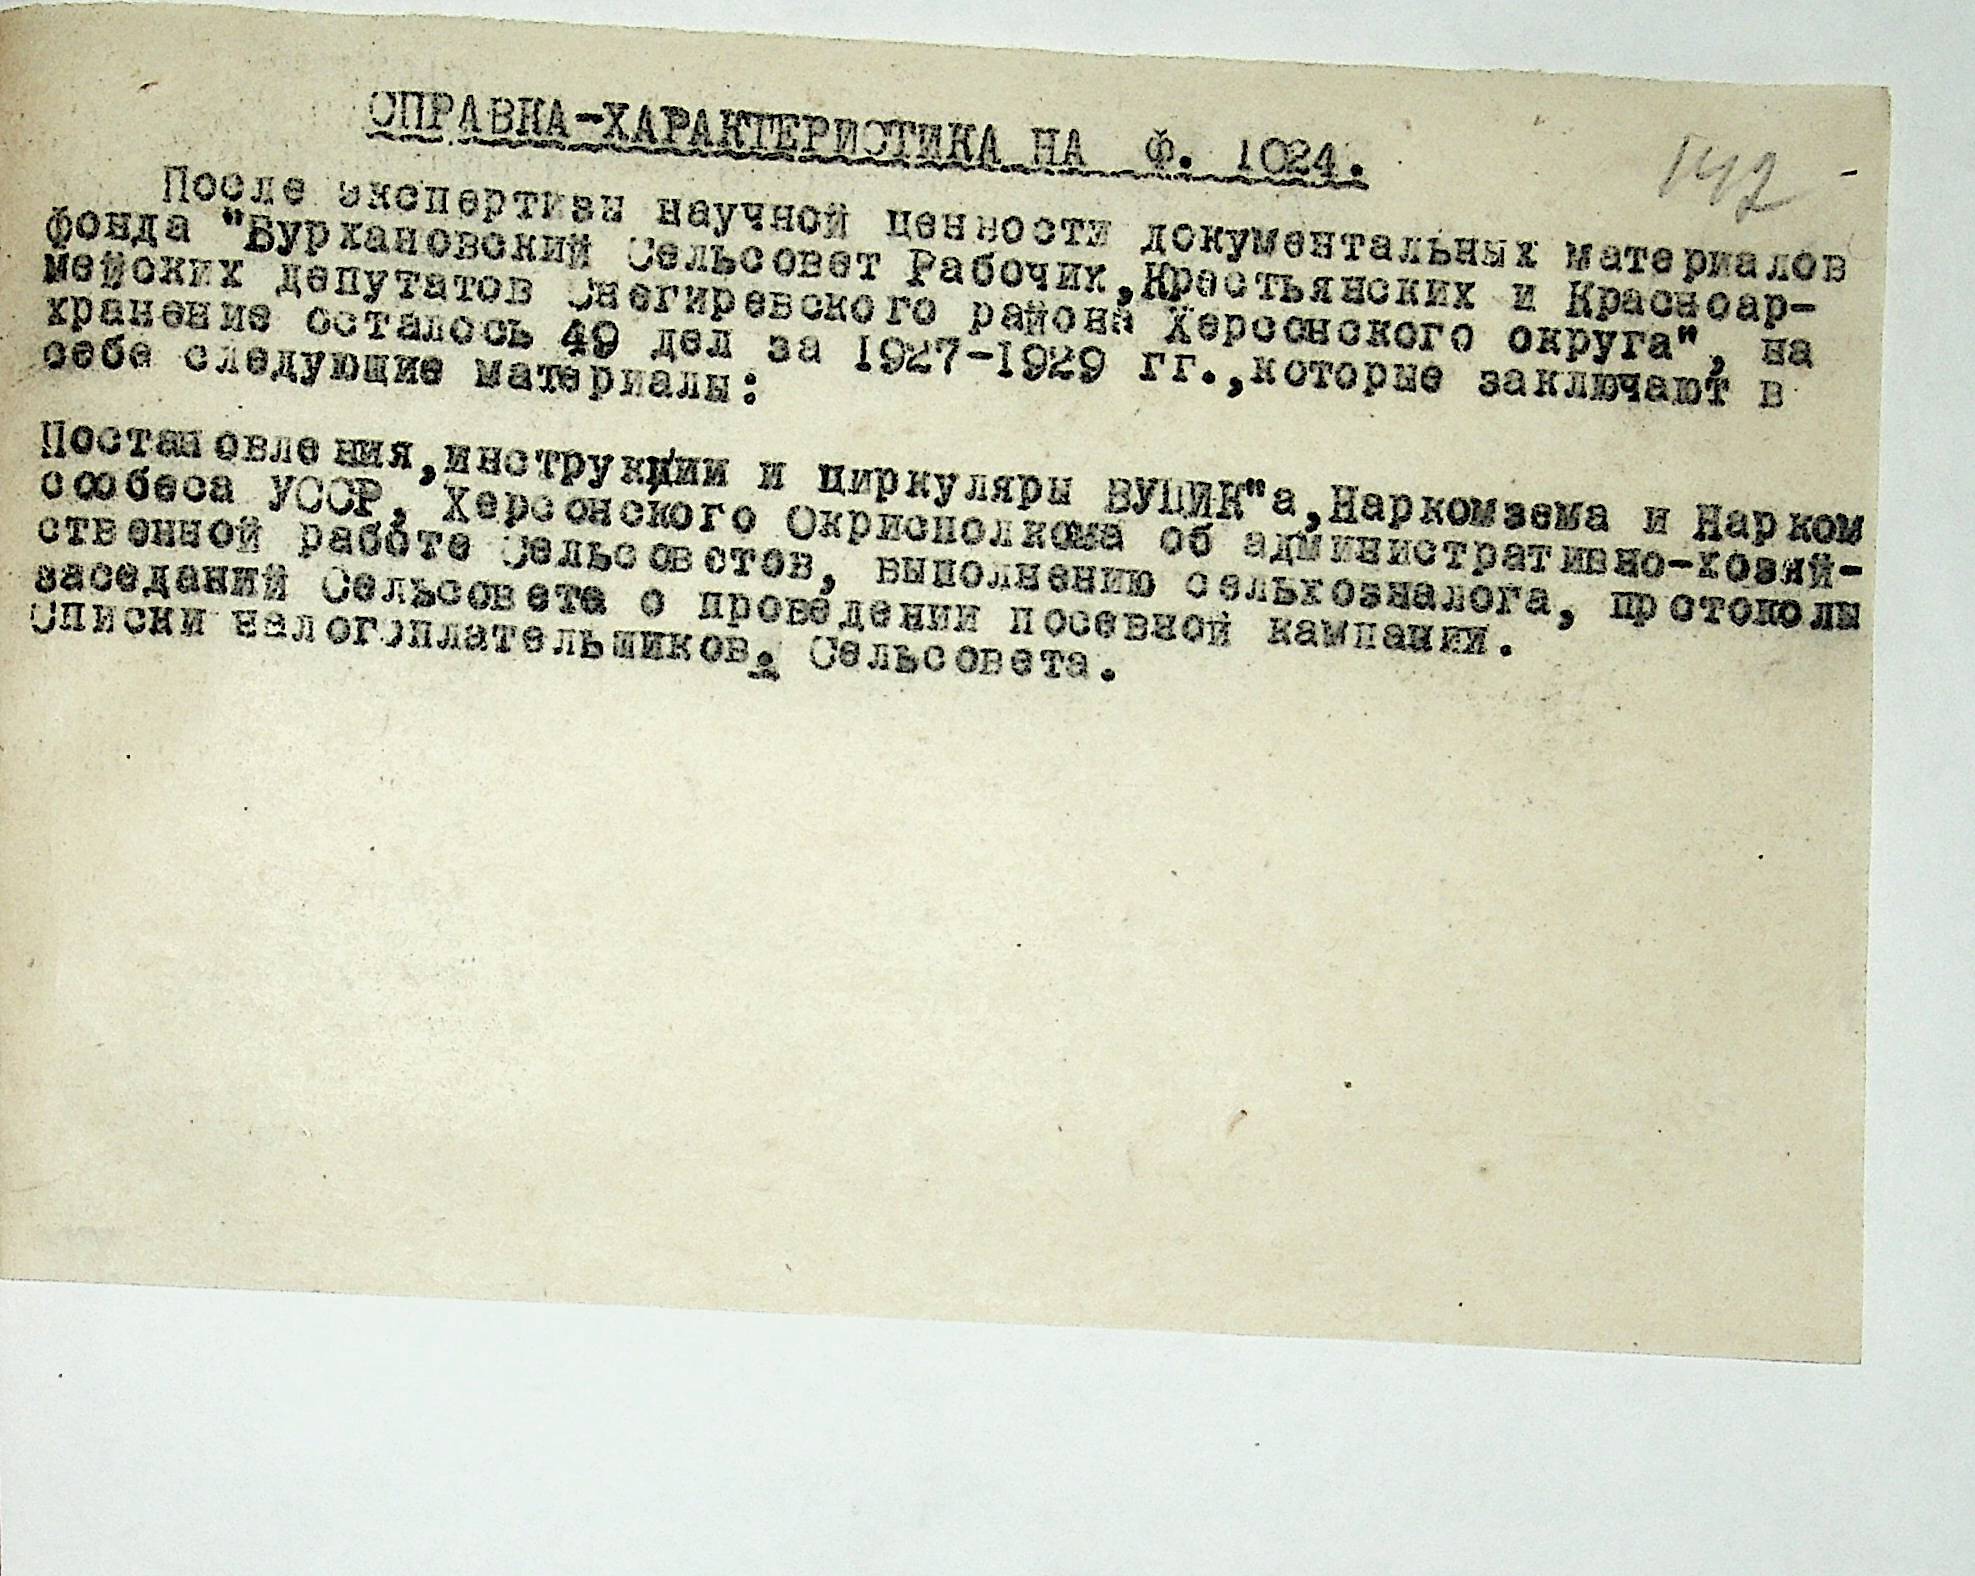 СПРАВКА-ХАРАКТЕРИСТИКА НА Ф. 1024.
142
После экспертизы научной ценности документальных материалов
фонда "Бурхановский Сельсовет Рабочих,Крестьянских и Красноар-
мейских депутатов Снегиревского района Херсонского округа", на
хранение осталось 49 дел за 1927-1929 гг.,которые заключают в
себе следующие материалы:
Постановления,инструкции и циркуляры ВУЦИК"а,Наркомзема и Нарком
сообеса УССР, Херсонского Окрисполкома об административно-хозяй-
ственной работе Сельсоветов, выполнению сельхозналога, протоколы
заседаний Сельсовета о проведении посевной кампании.
Списки налогоплательшиков. Сельсовета.